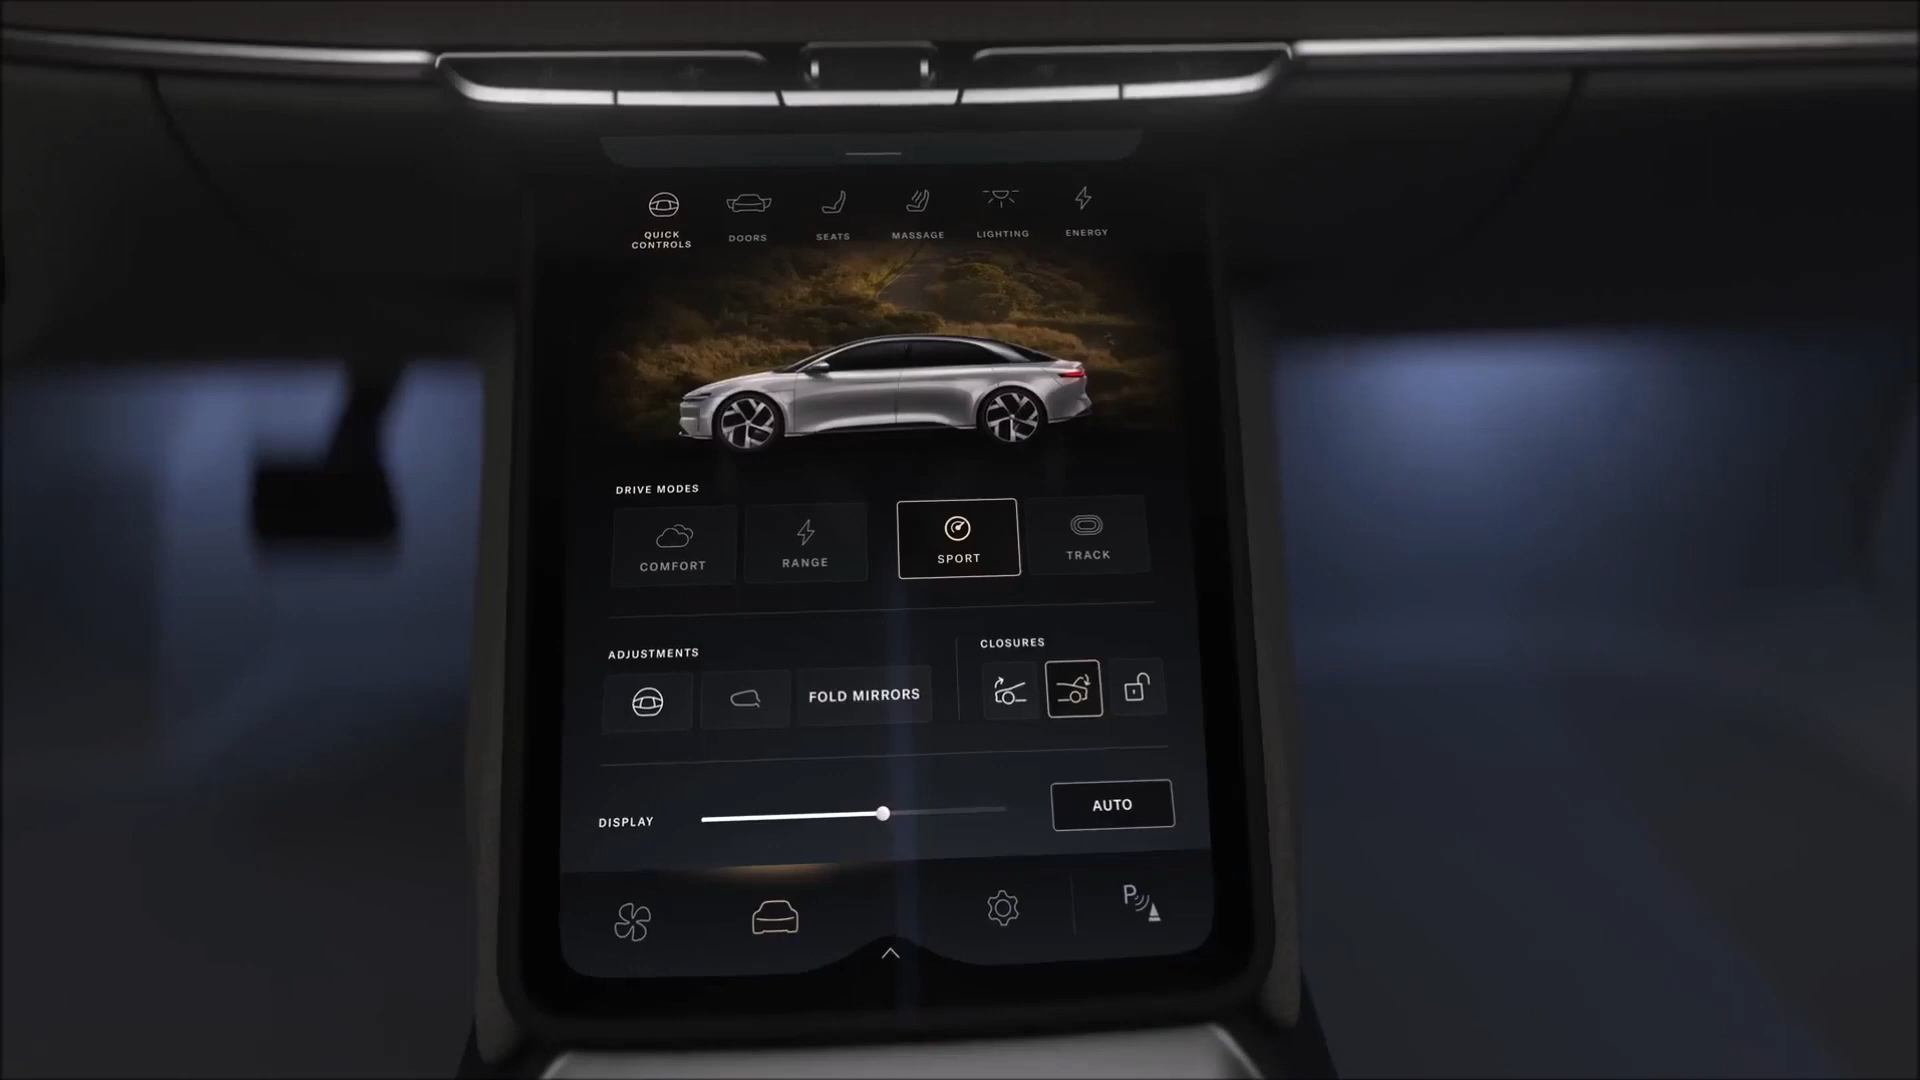 QUICK
CONTROLS
DOORS
SEATS
MASSAGE
LIGHTING
ENERGY
DRIVE MODES
COMFORT
RANGE
SPORT
TRACK
ADJUSTMENTS
CLOSURES
FOLD MIRRORS
DISPLAY
AUTO
P